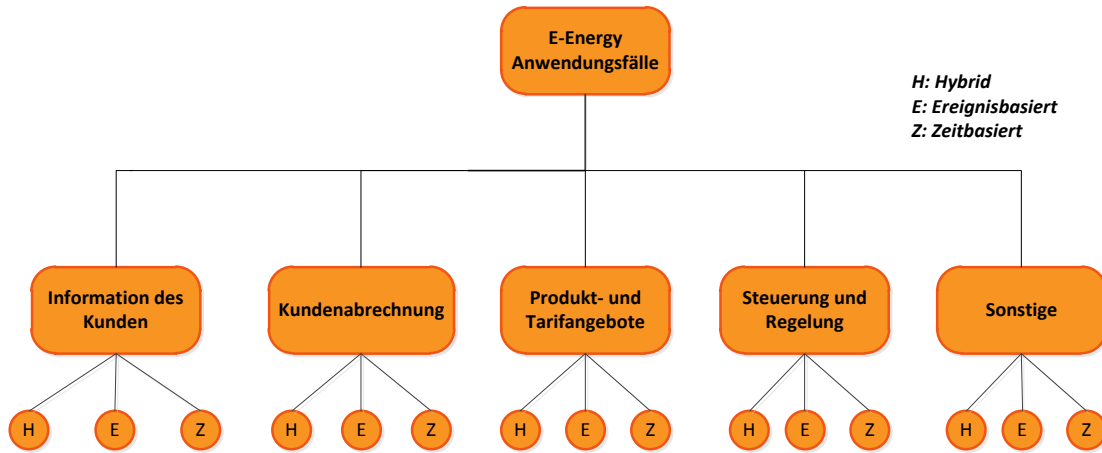 E-Energy
Anwendungsfälle
H: Hybrid
E: Ereignisbasiert
Z: Zeitbasiert
Information des
Kunden
Kundenabrechnung
Produkt- und
Tarifangebote
Steuerung und
Regelung
Sonstige
H E Z H E Z H E Z H E Z H E Z